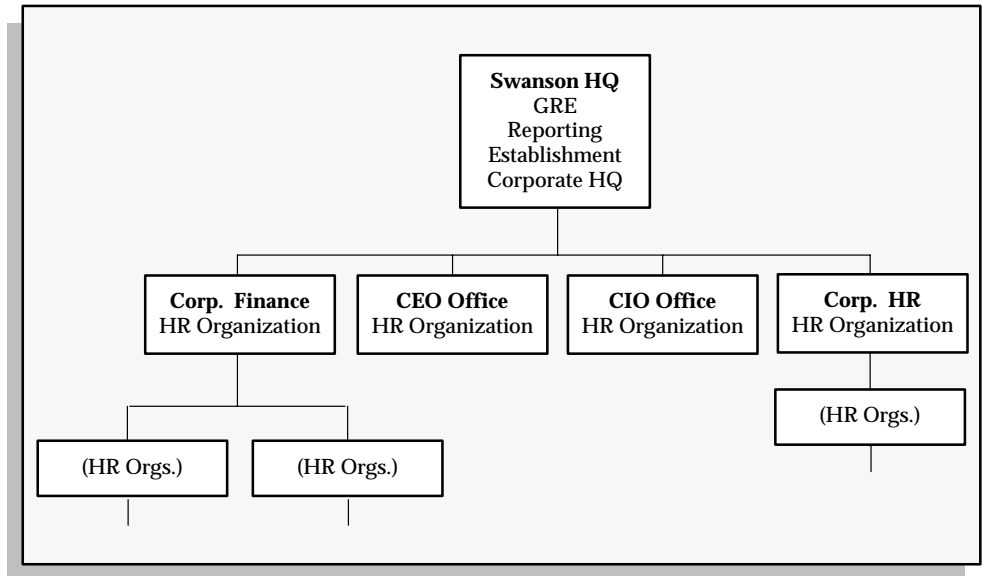 Swanson HQ
GRE
Reporting
Establishment
Corporate HQ
Corp. Finance
HR Organization
CEO Office
HR Organization
CIO Office
HR Organization
Corp. HR
HR Organization
(HR Orgs.)
(HR Orgs.)
(HR Orgs.)